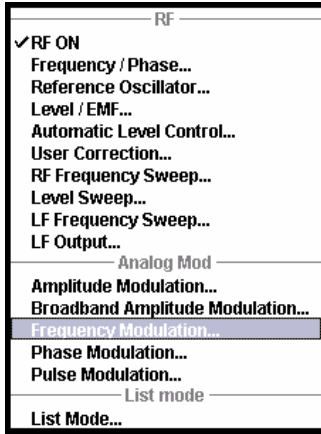 RF
RF ON
Frequency / Phase...
Reference Oscillator...
Level / EMF...
Automatic Level Control...
User Correction...
RF Frequency Sweep...
Level Sweep...
LF Frequency Sweep...
LF Output...
Analog Mod
Amplitude Modulation...
Broadband Amplitude Modulation...
Frequency Modulation...
Phase Modulation...
Pulse Modulation...
List mode
List Mode...